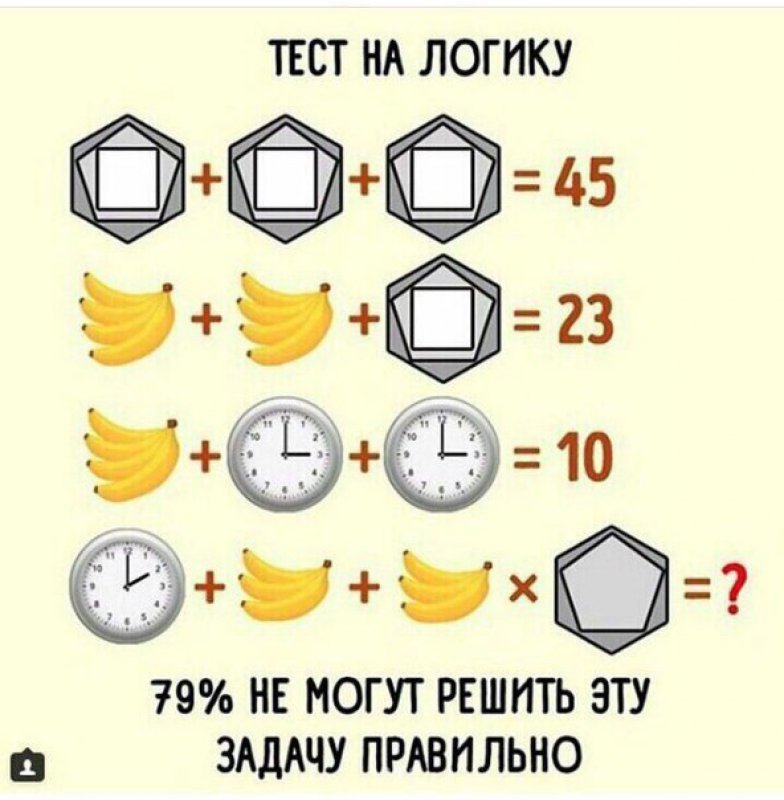 ТЕСТ НА ЛОГИКУ
+ + = 45
+ + = 23
+ + = 10
+ + × = ?
79% НЕ МОГУТ РЕШИТЬ ЭТУ
ЗАДАЧУ ПРАВИЛЬНО